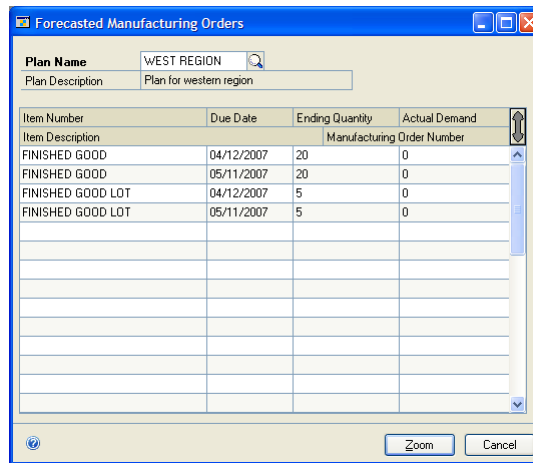 Forecasted Manufacturing Orders
Plan Name WEST REGION
Plan Description Plan for western region
Item Number Due Date Ending Quantity Actual Demand
Item Description Manufacturing Order Number
FINISHED GOOD 04/12/2007 20 0
FINISHED GOOD 05/11/2007 20 0
FINISHED GOOD LOT 04/12/2007 5 0
FINISHED GOOD LOT 05/11/2007 5 0
Zoom Cancel